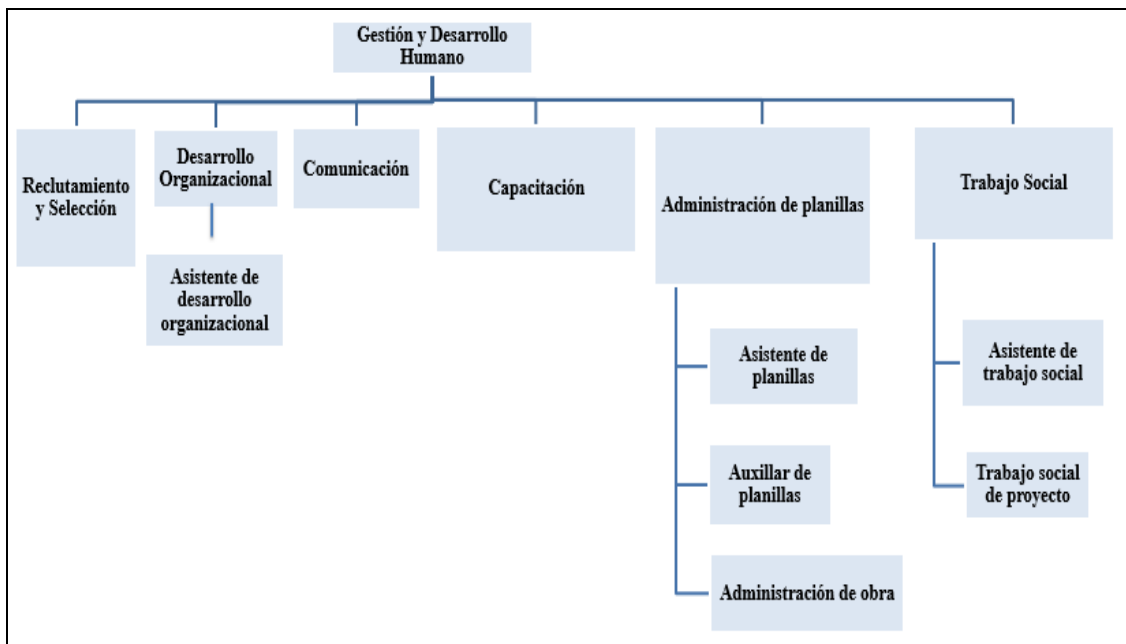 Gestión y Desarrollo
Humano
Reclutamiento
y Selección
Desarrollo
Organizacional
Comunicación
Capacitación
Administración de planillas
Trabajo Social
Asistente de
desarrollo
organizacional
Asistente de
planillas
Auxillar de
planillas
Administración de obra
Asistente de
trabajo social
Trabajo social
de proyecto